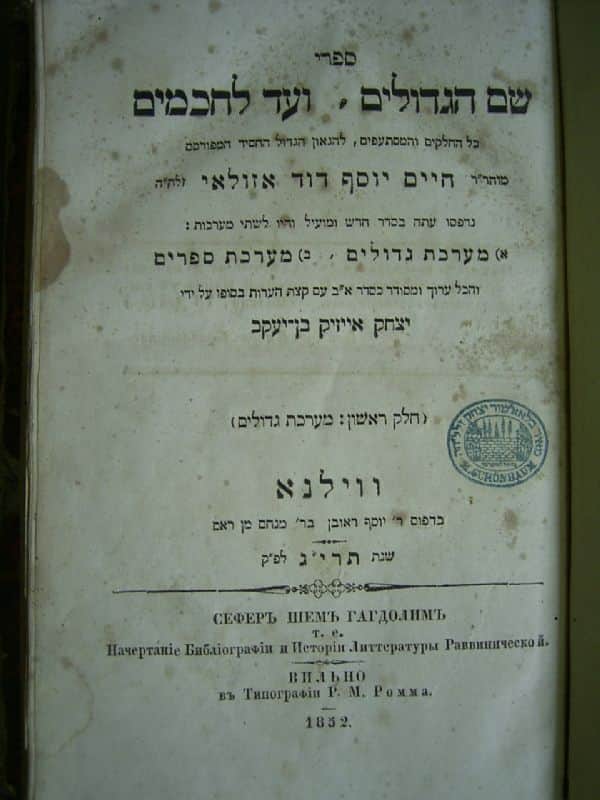 ספרי
שם הגדולים, ועד לחכמים
כל החלקים והמסתעפים, להגאון הגדול החסיד המפורסם
מוהר״ר חיים יוסף דוד אזולאי זלה״ה
נדפסו עתה בסדר חדש ומועיל והיו לשתי מערכות:
א) מערכת גדולים, ב) מערכת ספרים
והכל ערוך ומסודר כסדר א״ב עם קצת הערות בסופו על ידי
יצחק אייזיק בן־יעקב
(חלק ראשון: מערכת גדולים)
M. SCHÖNBAUM
ווילנא
בדפוס ר׳ יוסף ראובן בר׳ מנחם מן ראם
שנת תרי״ג לפ״ק
СЕФЕРЪ ШЕМЪ ГАГДОЛИМЪ
т. е.
Начертаніе Библіографіи и Исторіи Литтературы Раввинической.
ВИЛЬНО
въ Типографіи Р. М. Ромма.
1852.